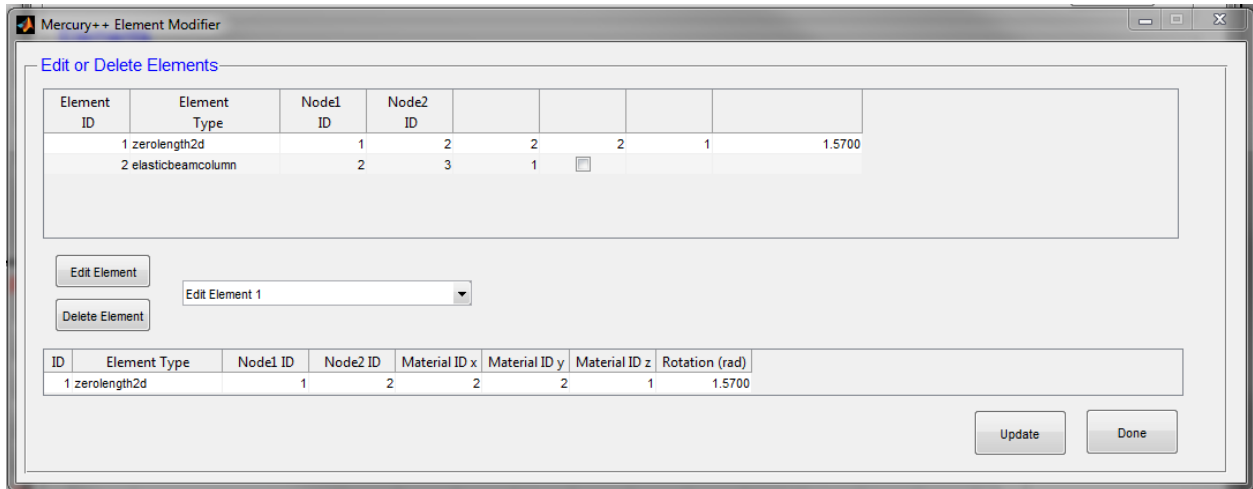 Mercury++ Element Modifier
Edit or Delete Elements
Element ID Element Type Node1 ID Node2 ID
1 zerolength2d 1 2 2 2 1 1.5700
2 elasticbeamcolumn 2 3 1
Edit Element
Edit Element 1
Delete Element
ID Element Type Node1 ID Node2 ID Material ID x Material ID y Material ID z Rotation (rad)
1 zerolength2d 1 2 2 2 1 1.5700
Update Done